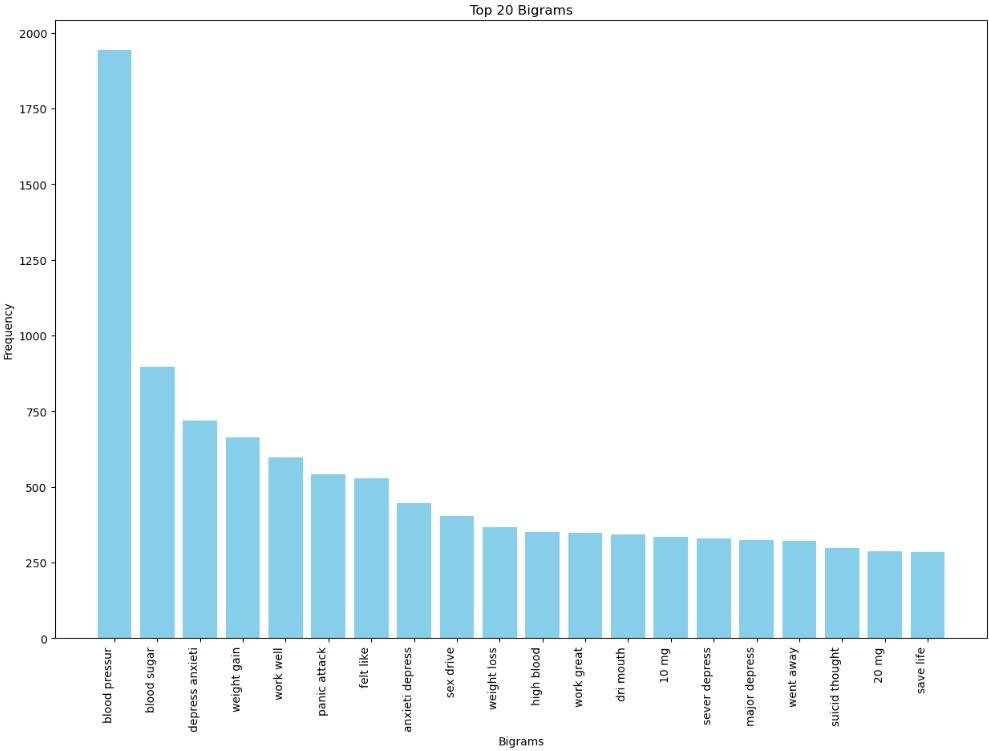 Top 20 Bigrams
2000
1750
1500
1250
1000
750
500
250
0
Frequency
blood pressur
blood sugar
depress anxieti
weight gain
work well
panic attack
felt like
anxieti depress
sex drive
weight loss
high blood
work great
dri mouth
10 mg
sever depress
major depress
went away
suicid thought
20 mg
save life
Bigrams